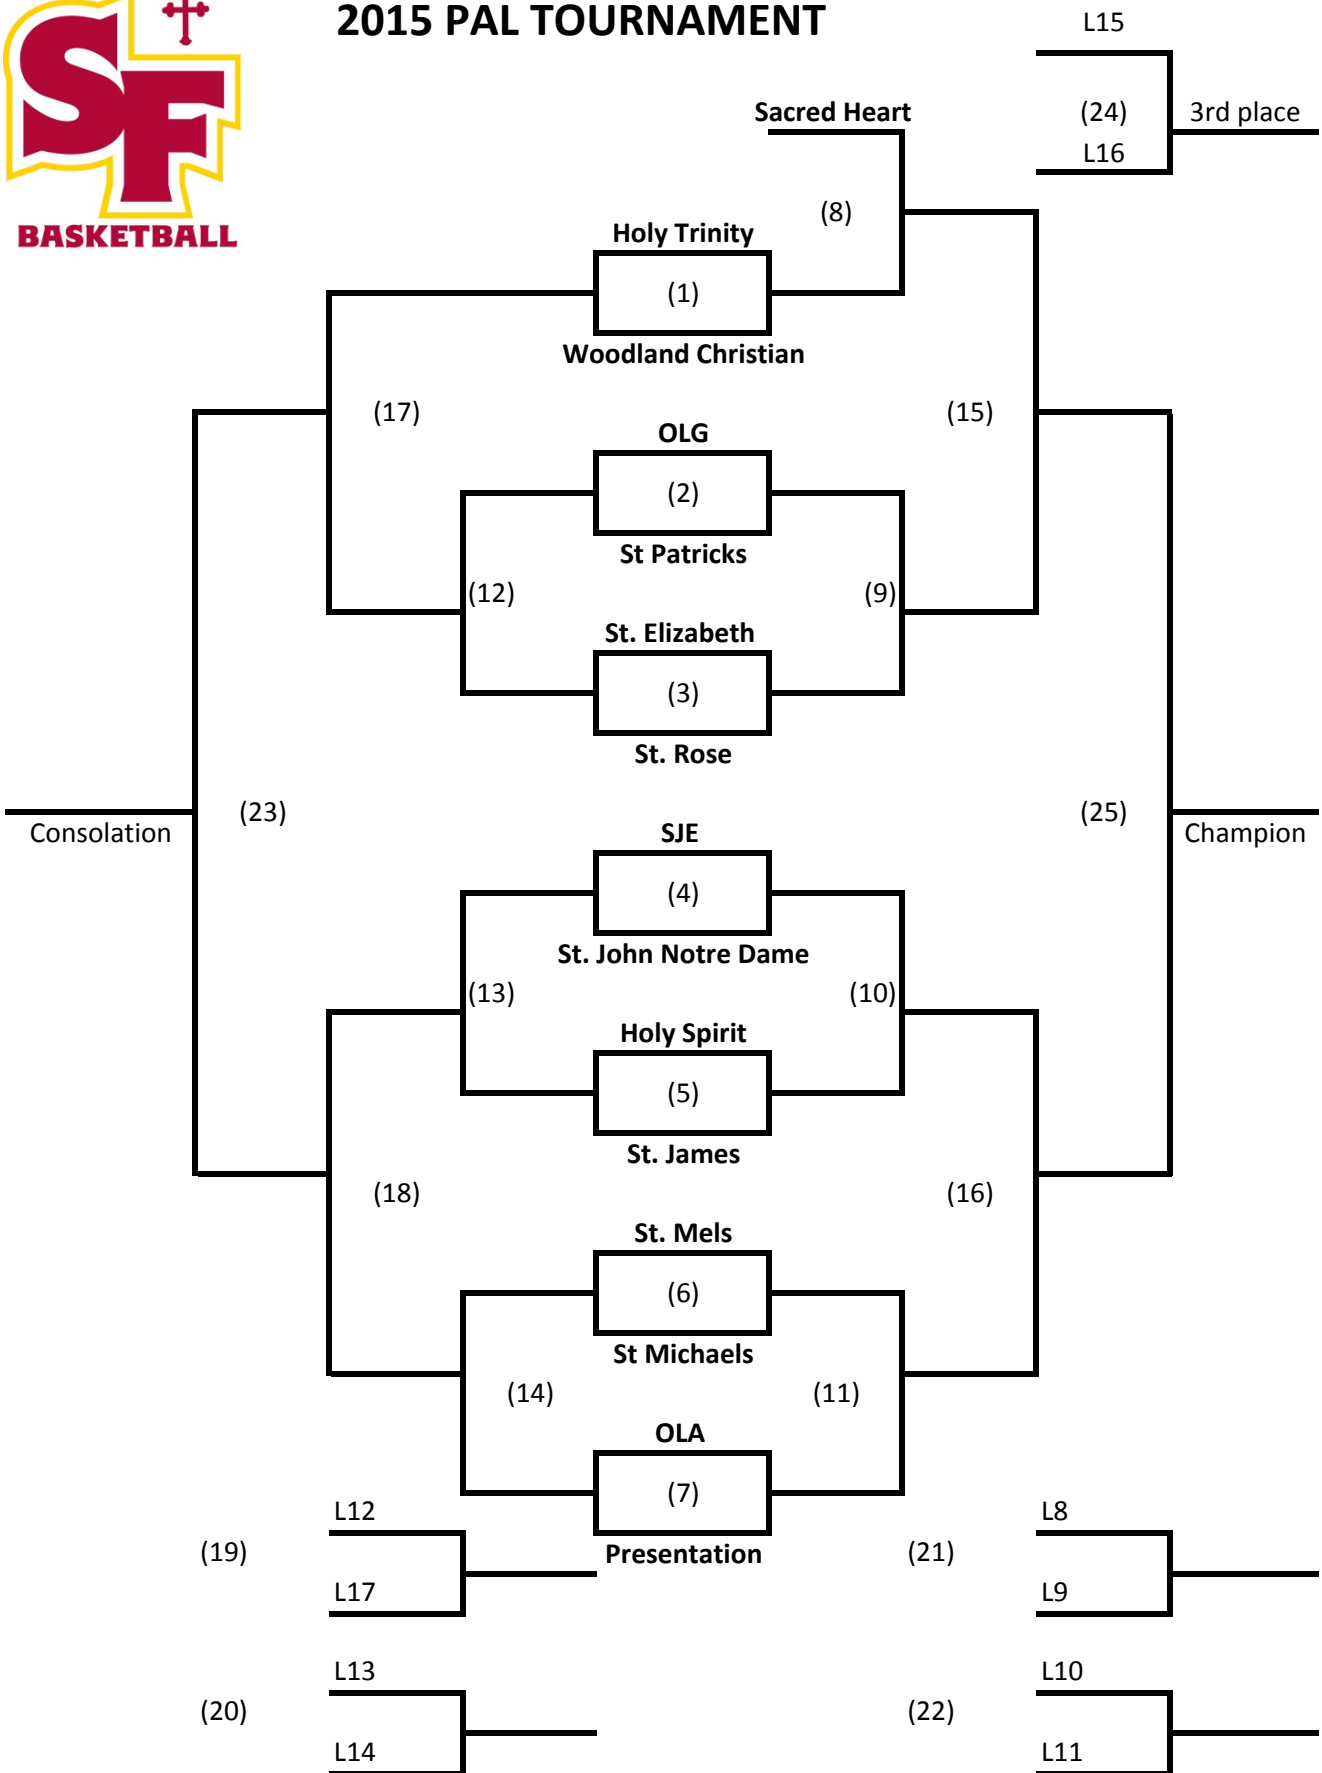 2015 PAL TOURNAMENT
SF
BASKETBALL
L15
Sacred Heart
(24)
3rd place
L16
(8)
Holy Trinity
(1)
Woodland Christian
(17)
(15)
OLG
(2)
St Patricks
(12)
(9)
St. Elizabeth
(3)
St. Rose
(23)
(25)
Consolation
SJE
Champion
(4)
St. John Notre Dame
(13)
(10)
Holy Spirit
(5)
St. James
(18)
(16)
St. Mels
(6)
St Michaels
(14)
(11)
OLA
(7)
L12
L8
(19)
Presentation
(21)
L17
L9
L13
L10
(20)
(22)
L14
L11